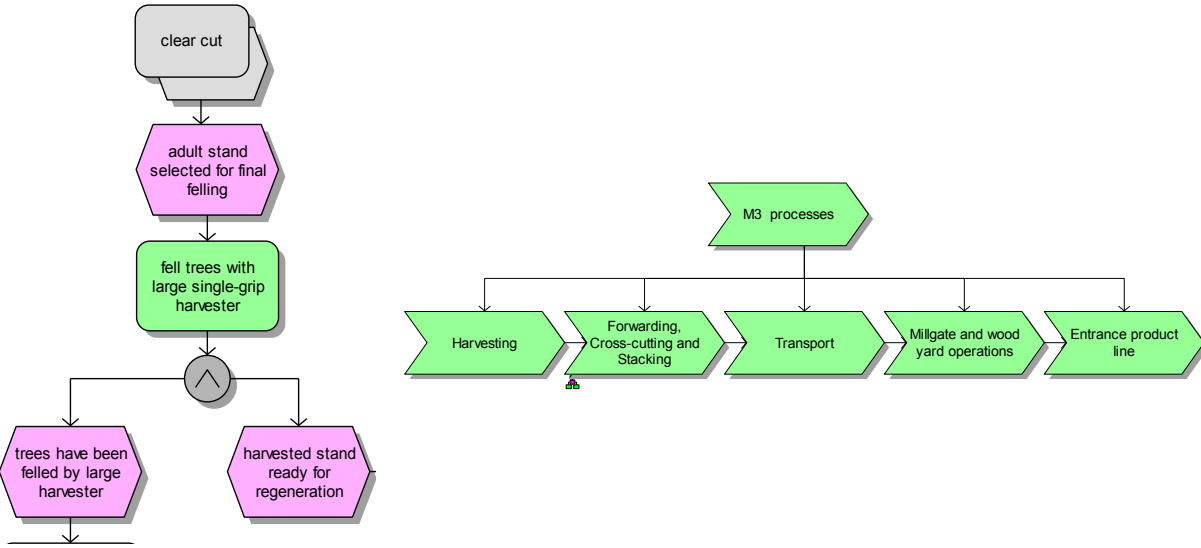 clear cut
adult stand
selected for final
felling
fell trees with
large single-grip
harvester
trees have been
felled by large
harvester
harvested stand
ready for
regeneration
M3 processes
Harvesting
Forwarding,
Cross-cutting and
Stacking
Transport
Millgate and wood
yard operations
Entrance product
line